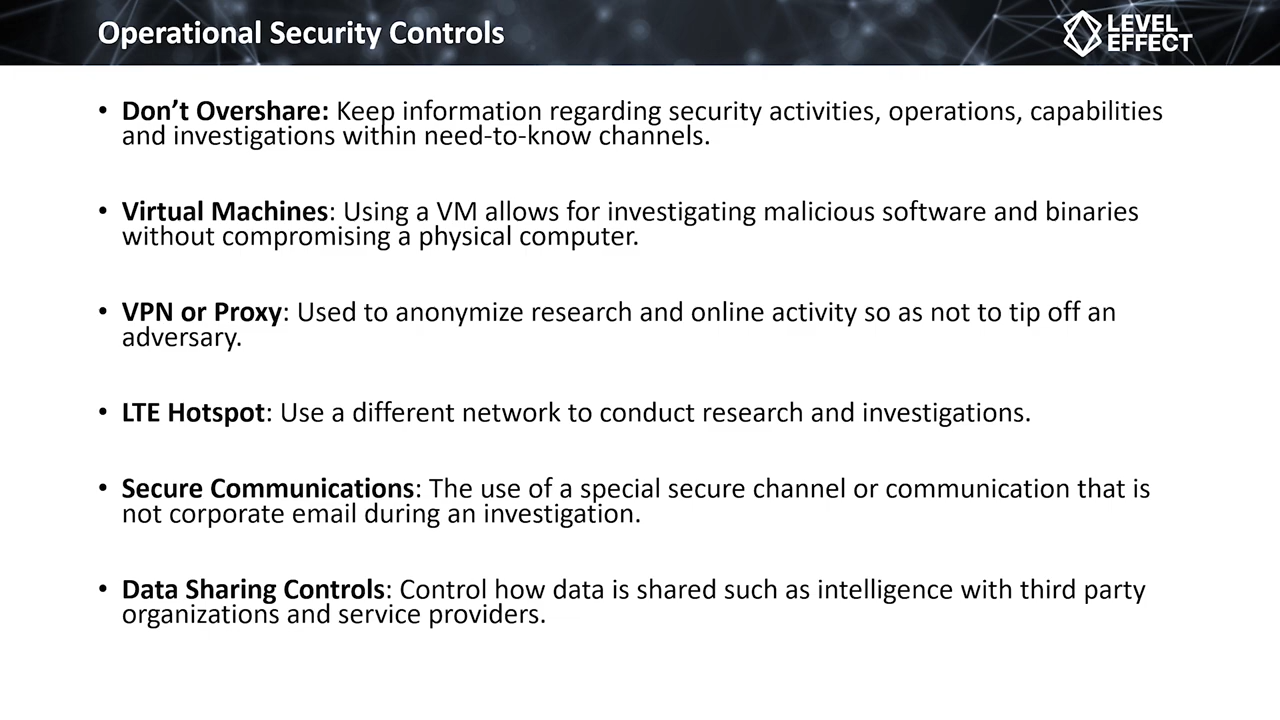 Operational Security Controls
LEVEL
EFFECT
• Don’t Overshare: Keep information regarding security activities, operations, capabilities
and investigations within need-to-know channels.
• Virtual Machines: Using a VM allows for investigating malicious software and binaries
without compromising a physical computer.
• VPN or Proxy: Used to anonymize research and online activity so as not to tip off an
adversary.
• LTE Hotspot: Use a different network to conduct research and investigations.
• Secure Communications: The use of a special secure channel or communication that is
not corporate email during an investigation.
• Data Sharing Controls: Control how data is shared such as intelligence with third party
organizations and service providers.